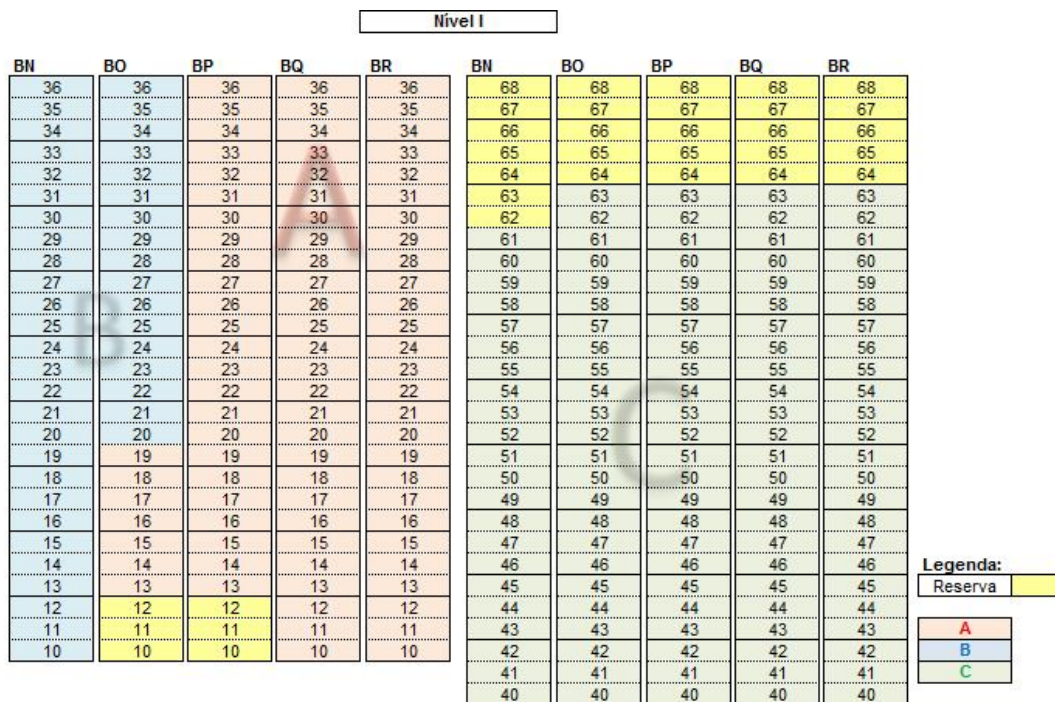 Nível I
BN BO BP BQ BR BN BO BP BQ BR
36 36 36 36 36 68 68 68 68 68
35 35 35 35 35 67 67 67 67 67
34 34 34 34 34 66 66 66 66 66
33 33 33 33 33 65 65 65 65 65
32 32 32 32 32 64 64 64 64 64
31 31 31 31 31 63 63 63 63 63
30 30 30 30 30 62 62 62 62 62
29 29 29 29 29 61 61 61 61 61
28 28 28 28 28 60 60 60 60 60
27 27 27 27 27 59 59 59 59 59
26 26 26 26 26 58 58 58 58 58
25 25 25 25 25 57 57 57 57 57
24 24 24 24 24 56 56 56 56 56
23 23 23 23 23 55 55 55 55 55
22 22 22 22 22 54 54 54 54 54
21 21 21 21 21 53 53 53 53 53
20 20 20 20 20 52 52 52 52 52
19 19 19 19 19 51 51 51 51 51
18 18 18 18 18 50 50 50 50 50
17 17 17 17 17 49 49 49 49 49
16 16 16 16 16 48 48 48 48 48
15 15 15 15 15 47 47 47 47 47
14 14 14 14 14 46 46 46 46 46
13 13 13 13 13 45 45 45 45 45
12 12 12 12 12 44 44 44 44 44
11 11 11 11 11 43 43 43 43 43
10 10 10 10 10 42 42 42 42 42
41 41 41 41 41
40 40 40 40 40
A
B
C
Legenda:
Reserva
A
B
C